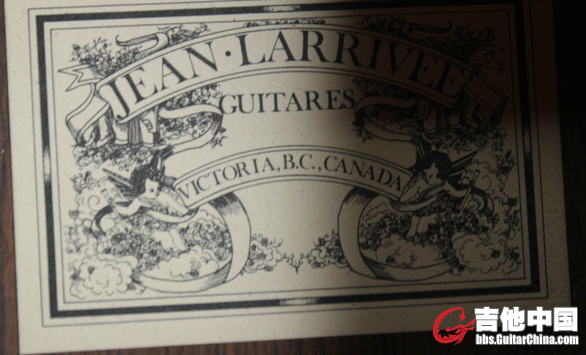 JEAN · LARRIVEE
GUITARES
VICTORIA, B.C., CANADA
吉他中国
bbs.GuitarChina.com